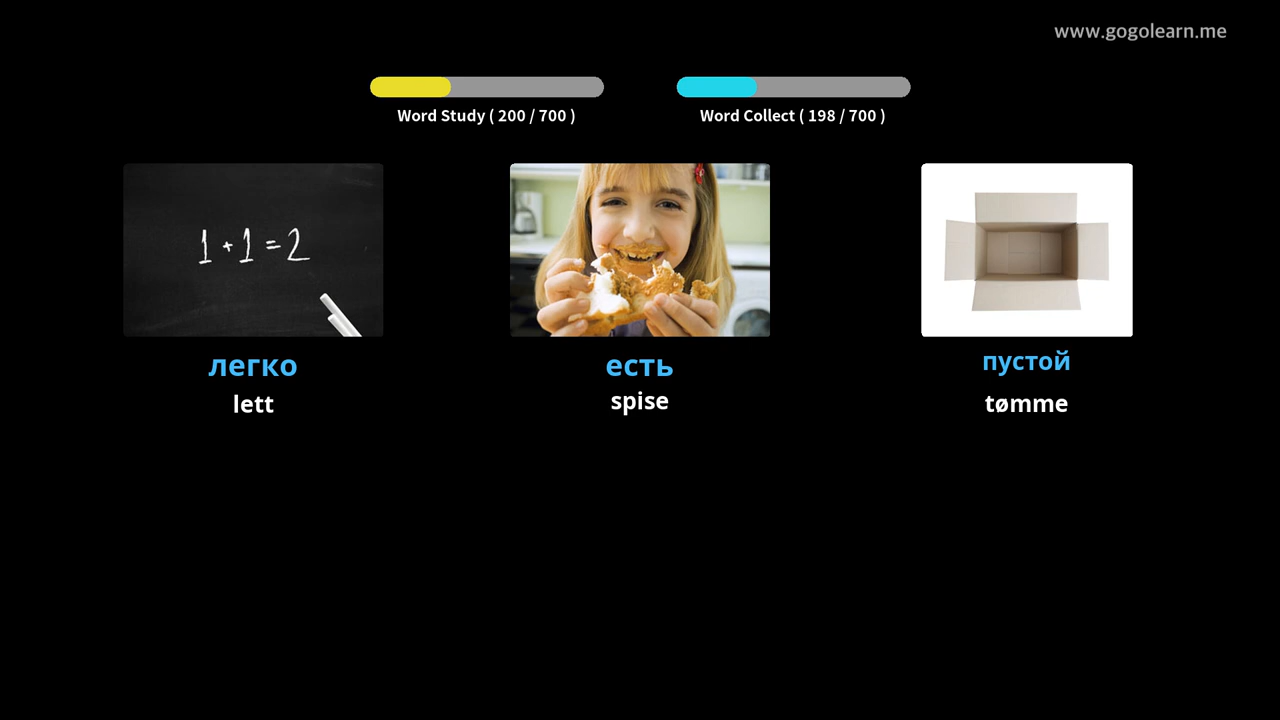 www.gogolearn.me
Word Study ( 200 / 700 )
Word Collect ( 198 / 700 )
1 + 1 = 2
легко
есть
пустой
lett
spise
tømme